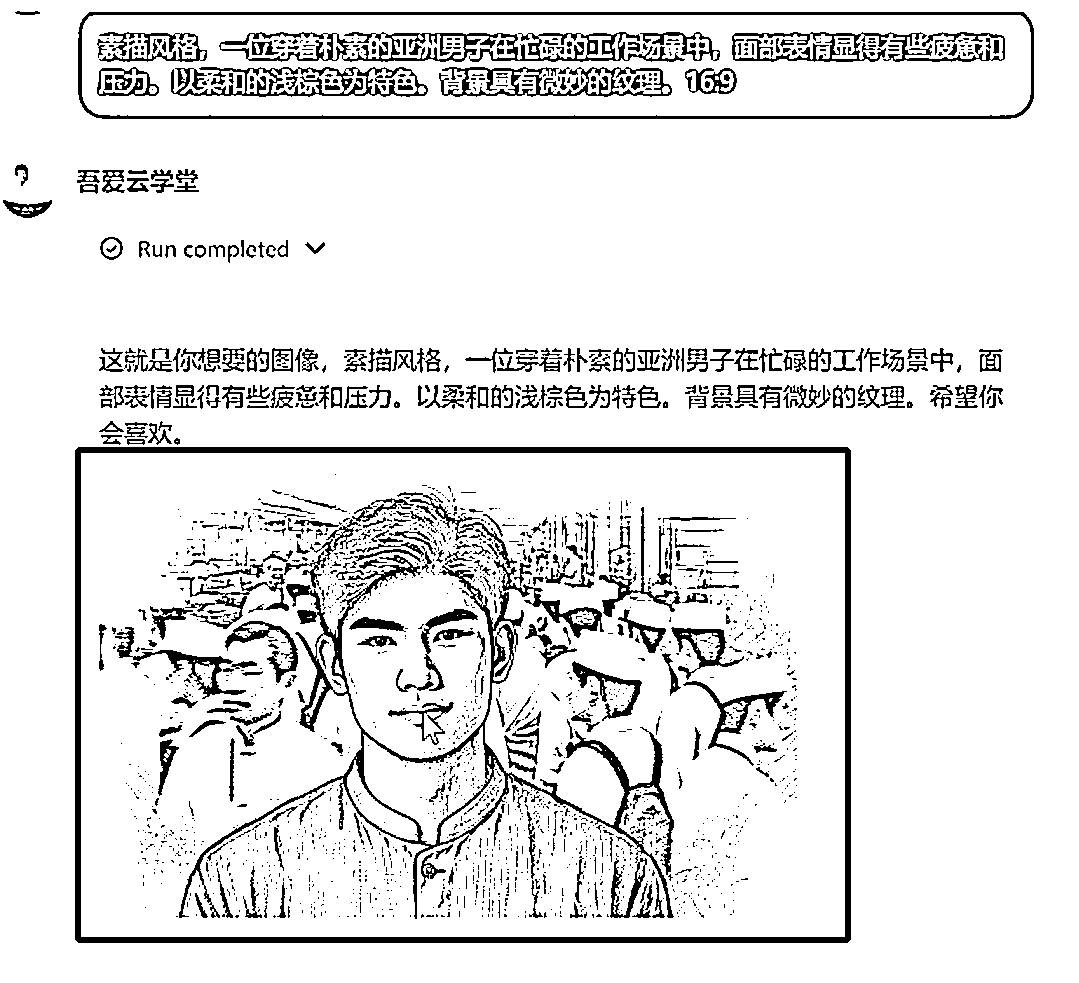 素描风格，一位穿着朴素的亚洲男子在忙碌的工作场景中，面部表情显得有些疲惫和
压力。以柔和的浅棕色为特色。背景具有微妙的纹理。16:9
吾爱云学堂
Run completed
这就是你想要的图像，素描风格，一位穿着朴素的亚洲男子在忙碌的工作场景中，面
部表情显得有些疲惫和压力。以柔和的浅棕色为特色。背景具有微妙的纹理。希望你
会喜欢。